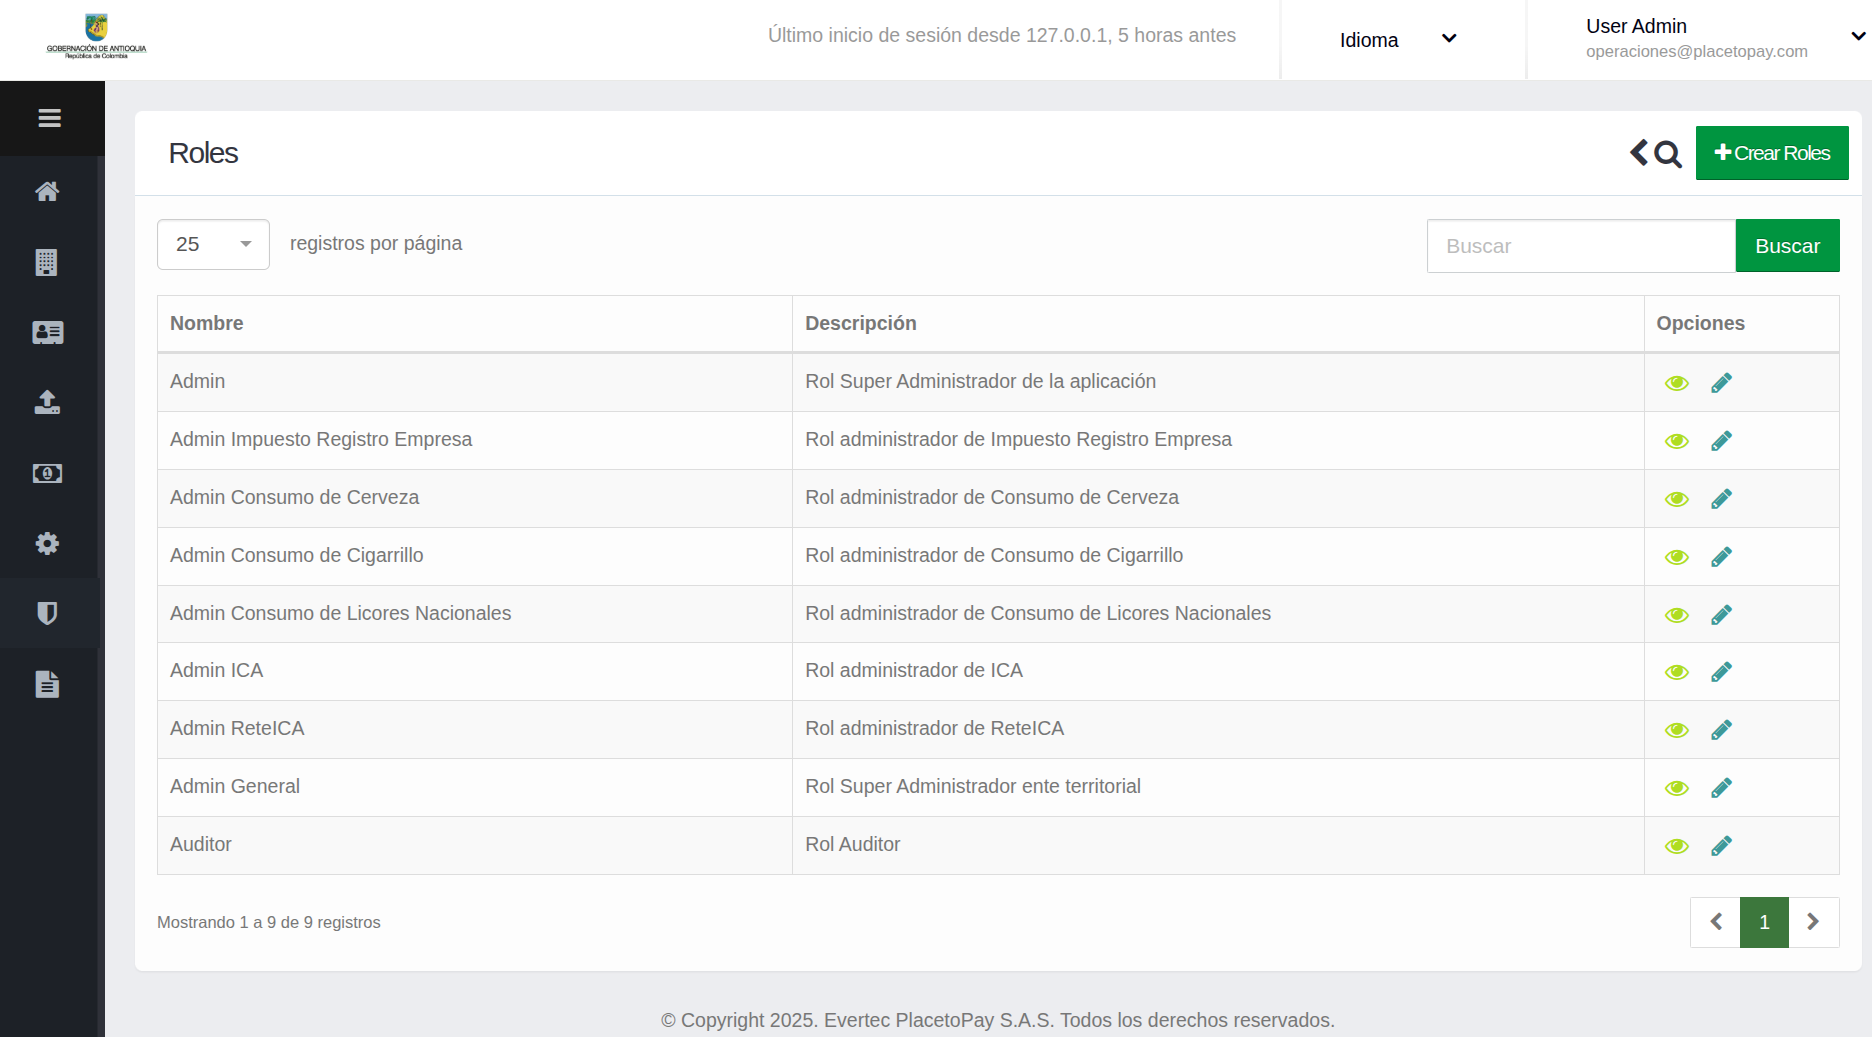 GOBERNACIÓN DE ANTIOQUIA
República de Colombia
Último inicio de sesión desde 127.0.0.1, 5 horas antes
Idioma
User Admin
operaciones@placetopay.com
Roles
Crear Roles
25
registros por página
Buscar
Buscar
Nombre Descripción Opciones
Admin Rol Super Administrador de la aplicación
Admin Impuesto Registro Empresa Rol administrador de Impuesto Registro Empresa
Admin Consumo de Cerveza Rol administrador de Consumo de Cerveza
Admin Consumo de Cigarrillo Rol administrador de Consumo de Cigarrillo
Admin Consumo de Licores Nacionales Rol administrador de Consumo de Licores Nacionales
Admin ICA Rol administrador de ICA
Admin ReteICA Rol administrador de ReteICA
Admin General Rol Super Administrador ente territorial
Auditor Rol Auditor
Mostrando 1 a 9 de 9 registros
1
© Copyright 2025. Evertec PlacetoPay S.A.S. Todos los derechos reservados.